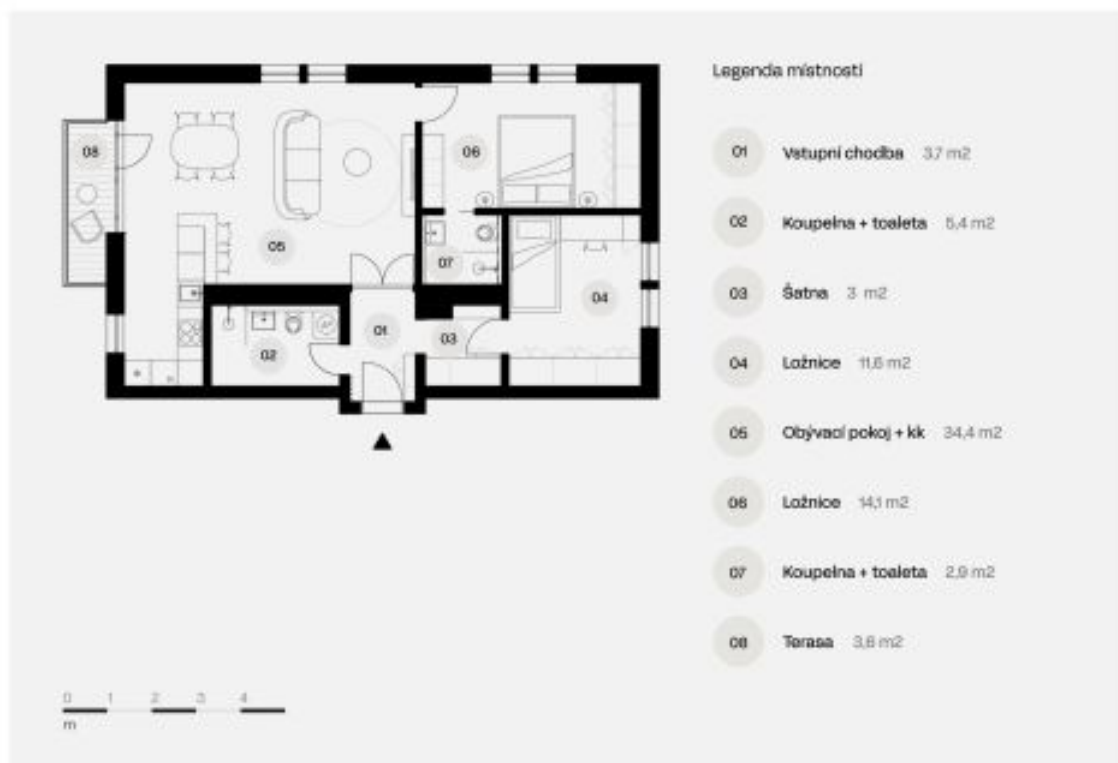 Legenda místností
01 Vstupní chodba 3,7 m2
02 Koupelna + toaleta 5,4 m2
03 Šatna 3 m2
04 Ložnice 11,6 m2
05 Obývací pokoj + kk 34,4 m2
06 Ložnice 14,1 m2
07 Koupelna + toaleta 2,9 m2
08 Terasa 3,6 m2
08
06
05
07
04
01
03
02
0 1 2 3 4
m